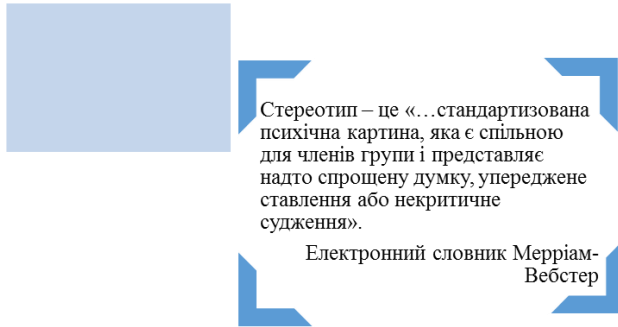 Стереотип – це «…стандартизована
психічна картина, яка є спільною
для членів групи і представляє
надто спрощену думку, упереджене
ставлення або некритичне
судження».
Електронний словник Мерріам-
Вебстер